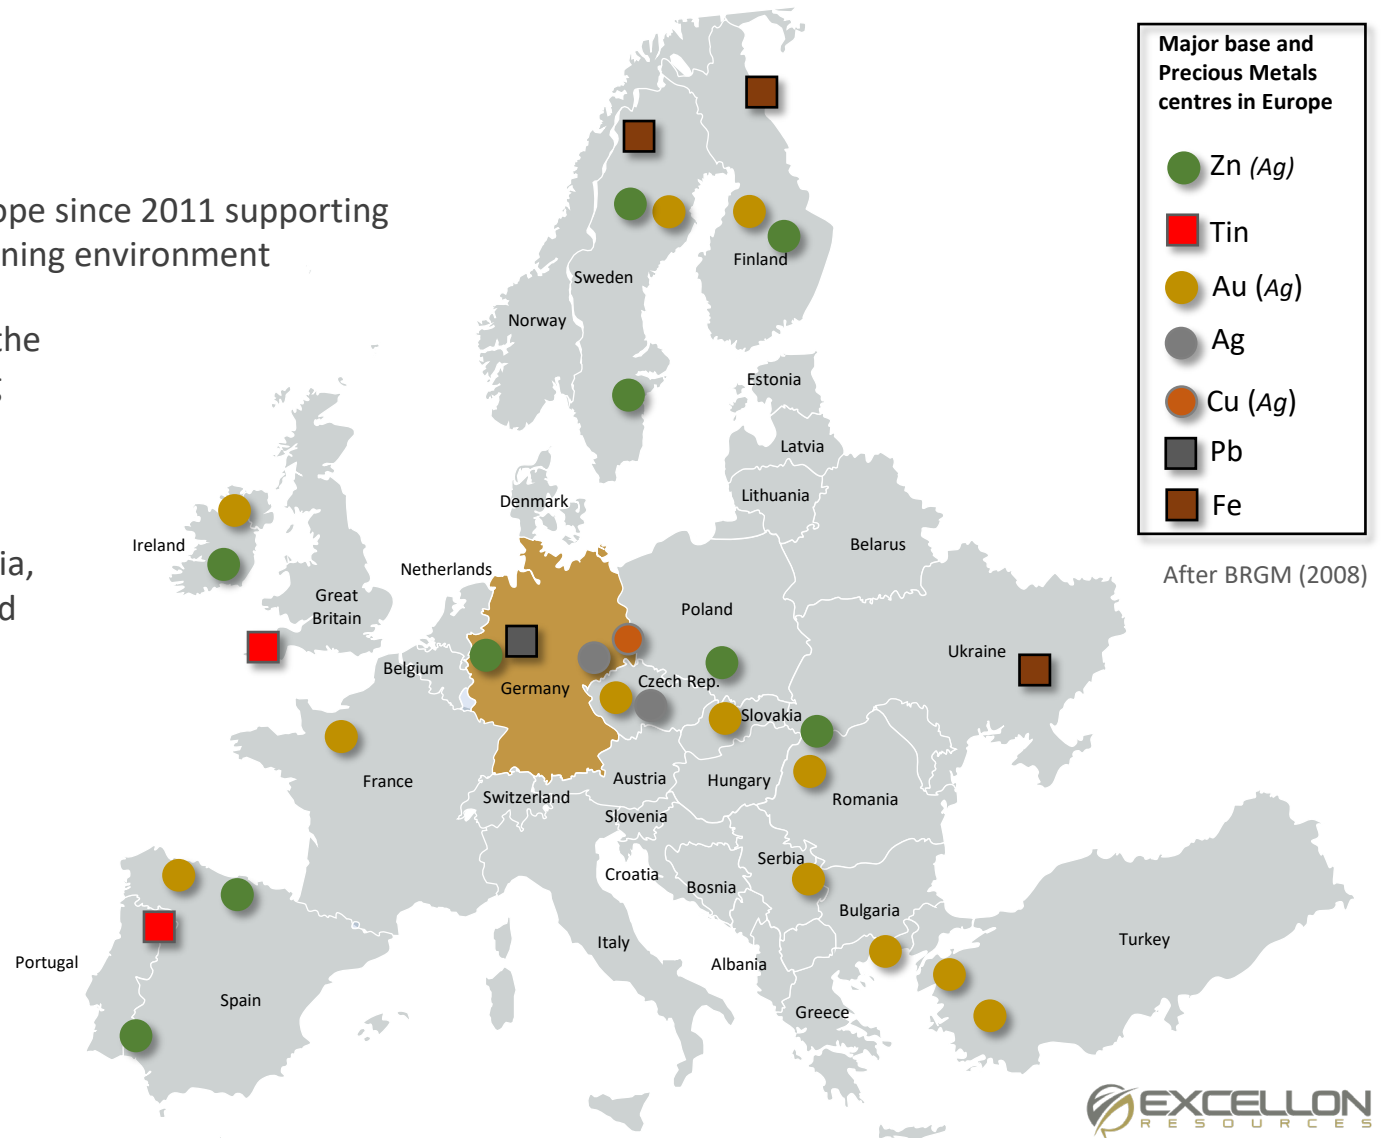 ope since 2011 supporting
ning environment
the
g
ia,
d
Major base and
Precious Metals
centres in Europe
Zn (Ag)
Tin
Au (Ag)
Ag
Cu (Ag)
Pb
Fe
After BRGM (2008)
Finland
Sweden
Norway
Estonia
Latvia
Lithuania
Denmark
Ireland
Belarus
Netherlands
Great
Britain
Poland
Ukraine
Belgium
Czech Rep.
Germany
Slovakia
France
Austria
Hungary
Switzerland
Romania
Slovenia
Serbia
Croatia
Bosnia
Bulgaria
Italy
Turkey
Portugal
Albania
Spain
Greece
EXCELLON
RESOURCES